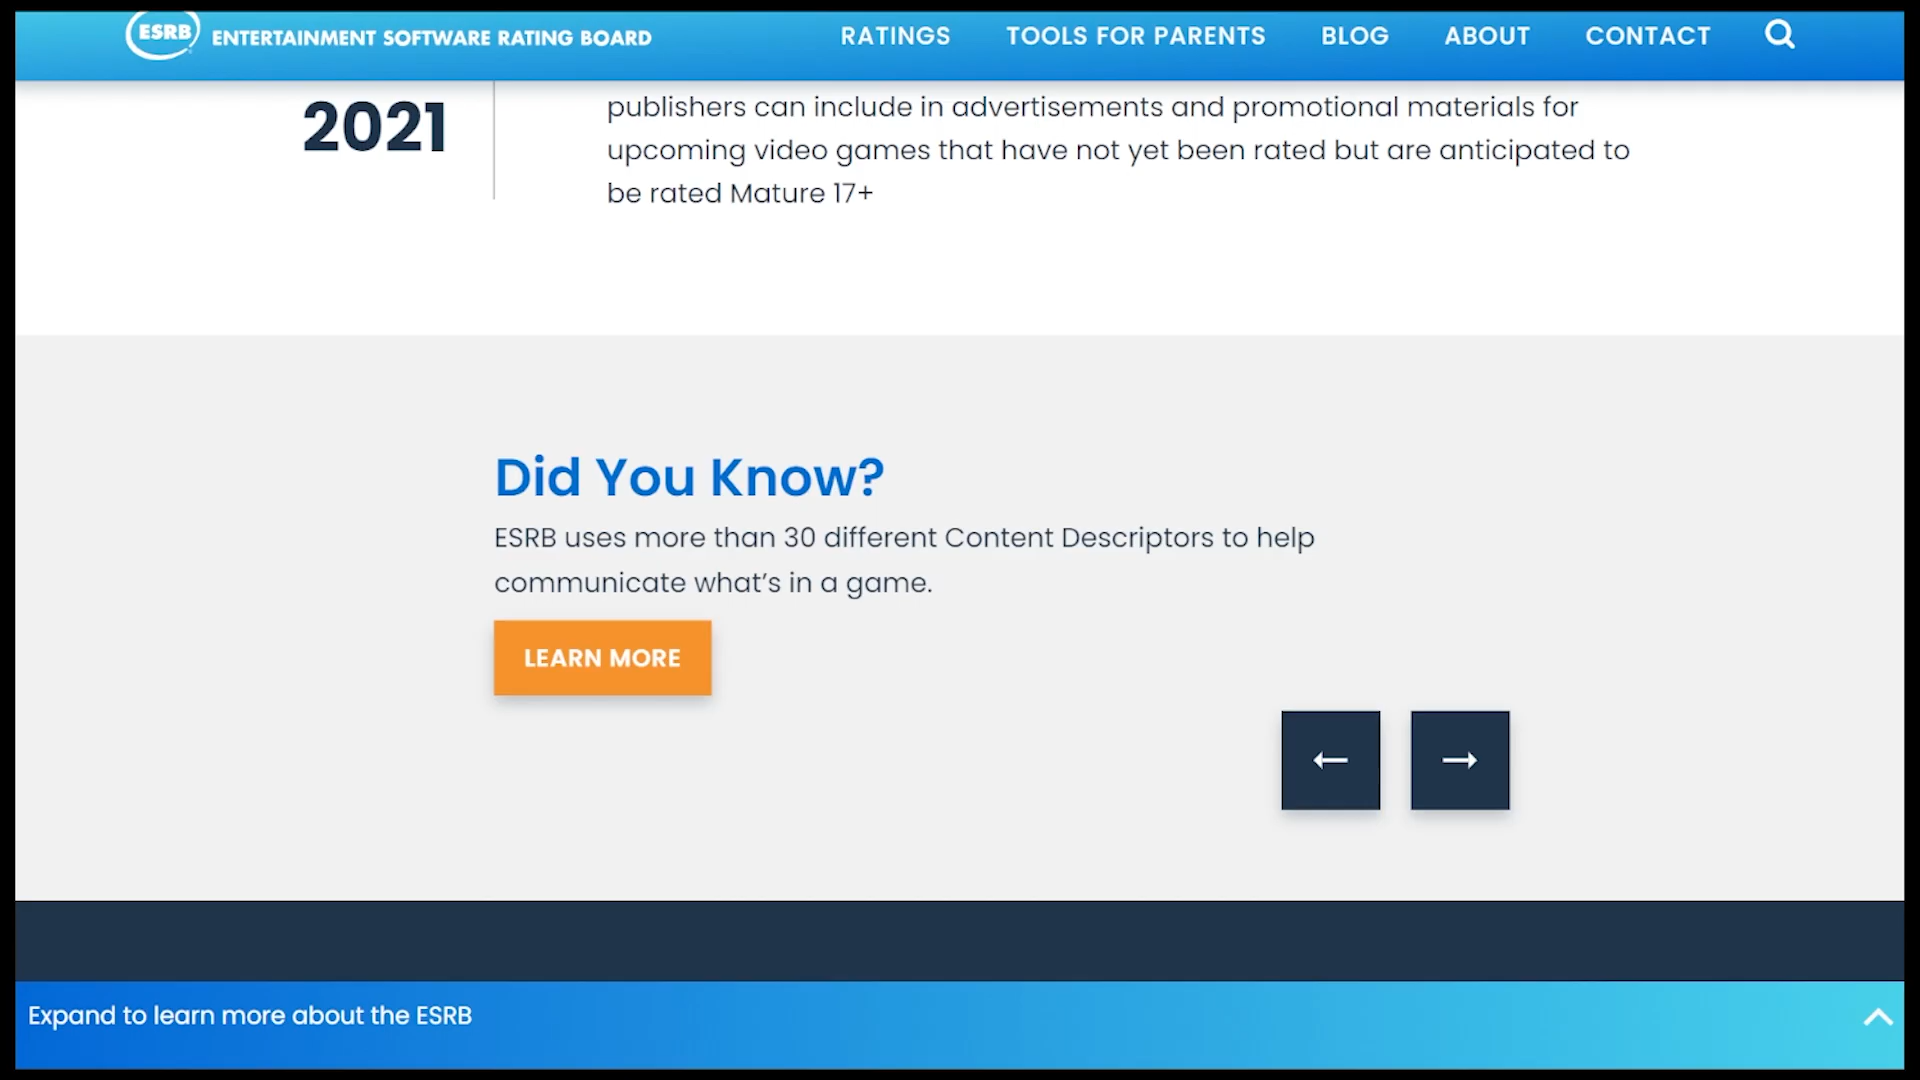 ESRB ENTERTAINMENT SOFTWARE RATING BOARD
RATINGS TOOLS FOR PARENTS BLOG ABOUT CONTACT
2021
publishers can include in advertisements and promotional materials for
upcoming video games that have not yet been rated but are anticipated to
be rated Mature 17+
Did You Know?
ESRB uses more than 30 different Content Descriptors to help
communicate what’s in a game.
LEARN MORE
Expand to learn more about the ESRB